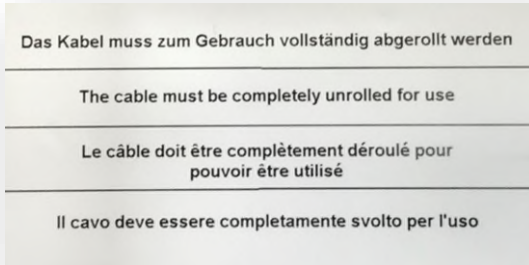 Das Kabel muss zum Gebrauch vollständig abgerollt werden
The cable must be completely unrolled for use
Le câble doit être complètement déroulé pour
pouvoir être utilisé
Il cavo deve essere completamente svolto per l'uso